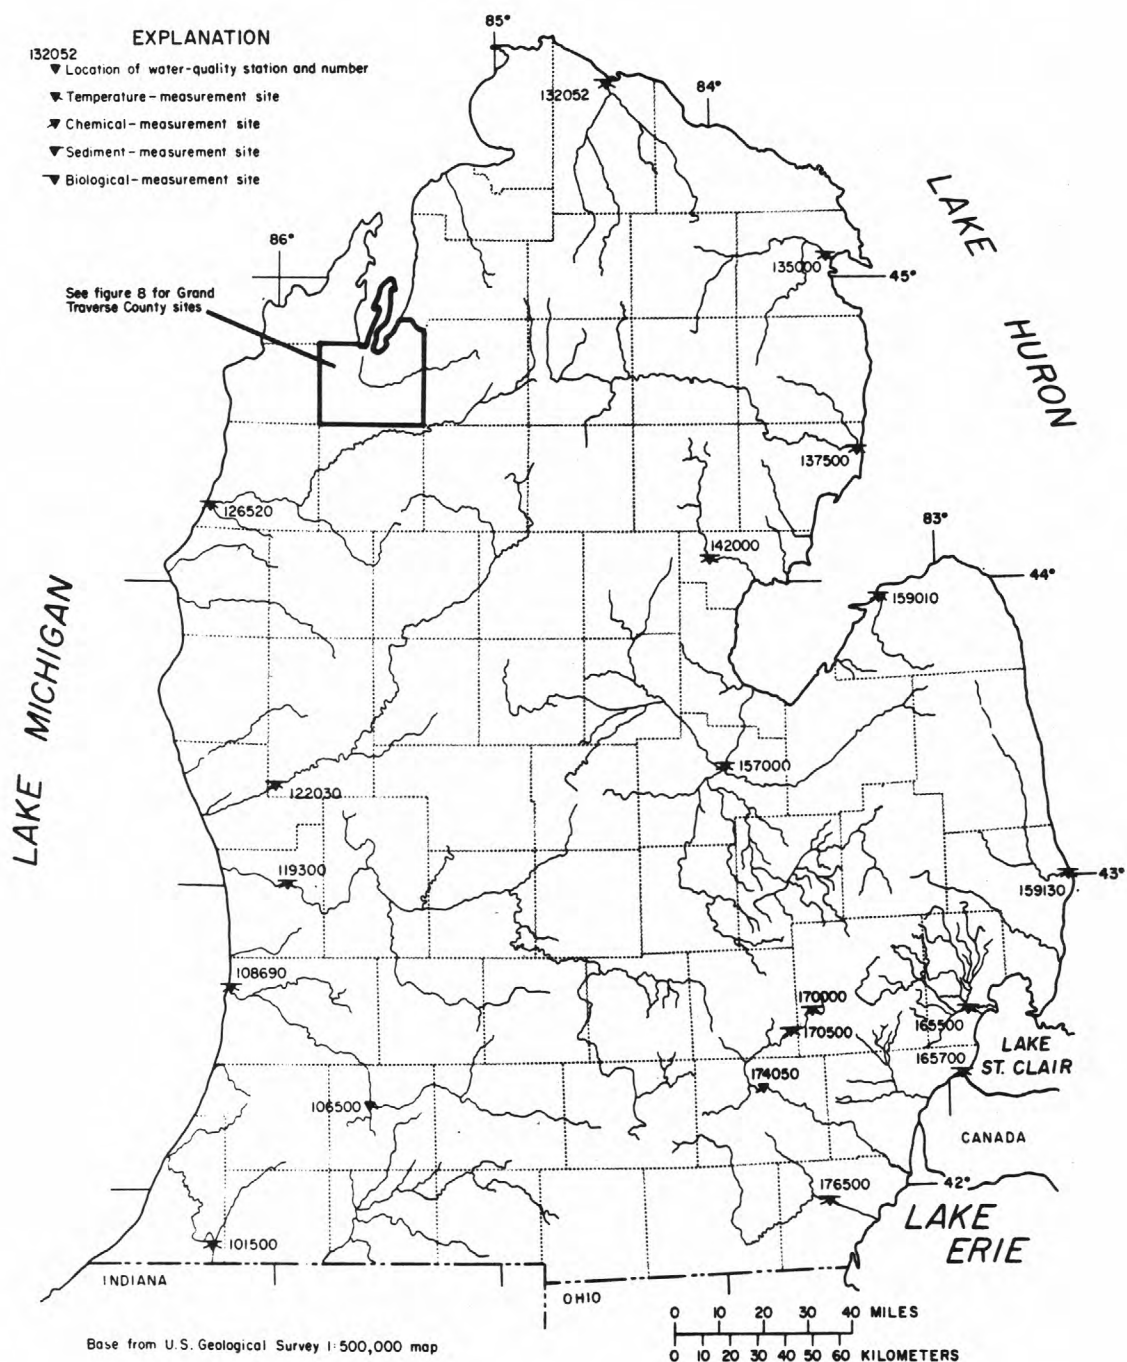 EXPLANATION
132052
Location of water-quality station and number
Temperature-measurement site
Chemical-measurement site
Sediment-measurement site
Biological-measurement site
85°
84°
132052
LAKE
HURON
86°
See figure 8 for Grand
Traverse County sites
135000
45°
137500
126520
142000
83°
44°
159010
LAKE MICHIGAN
157000
122030
119300
43°
159130
108690
170000
170500
165500
LAKE
ST. CLAIR
165700
174050
106500
CANADA
42°
176500
LAKE
ERIE
101500
INDIANA
OHIO
0 10 20 30 40 MILES
0 10 20 30 40 50 60 KILOMETERS
Base from U.S. Geological Survey 1:500,000 map